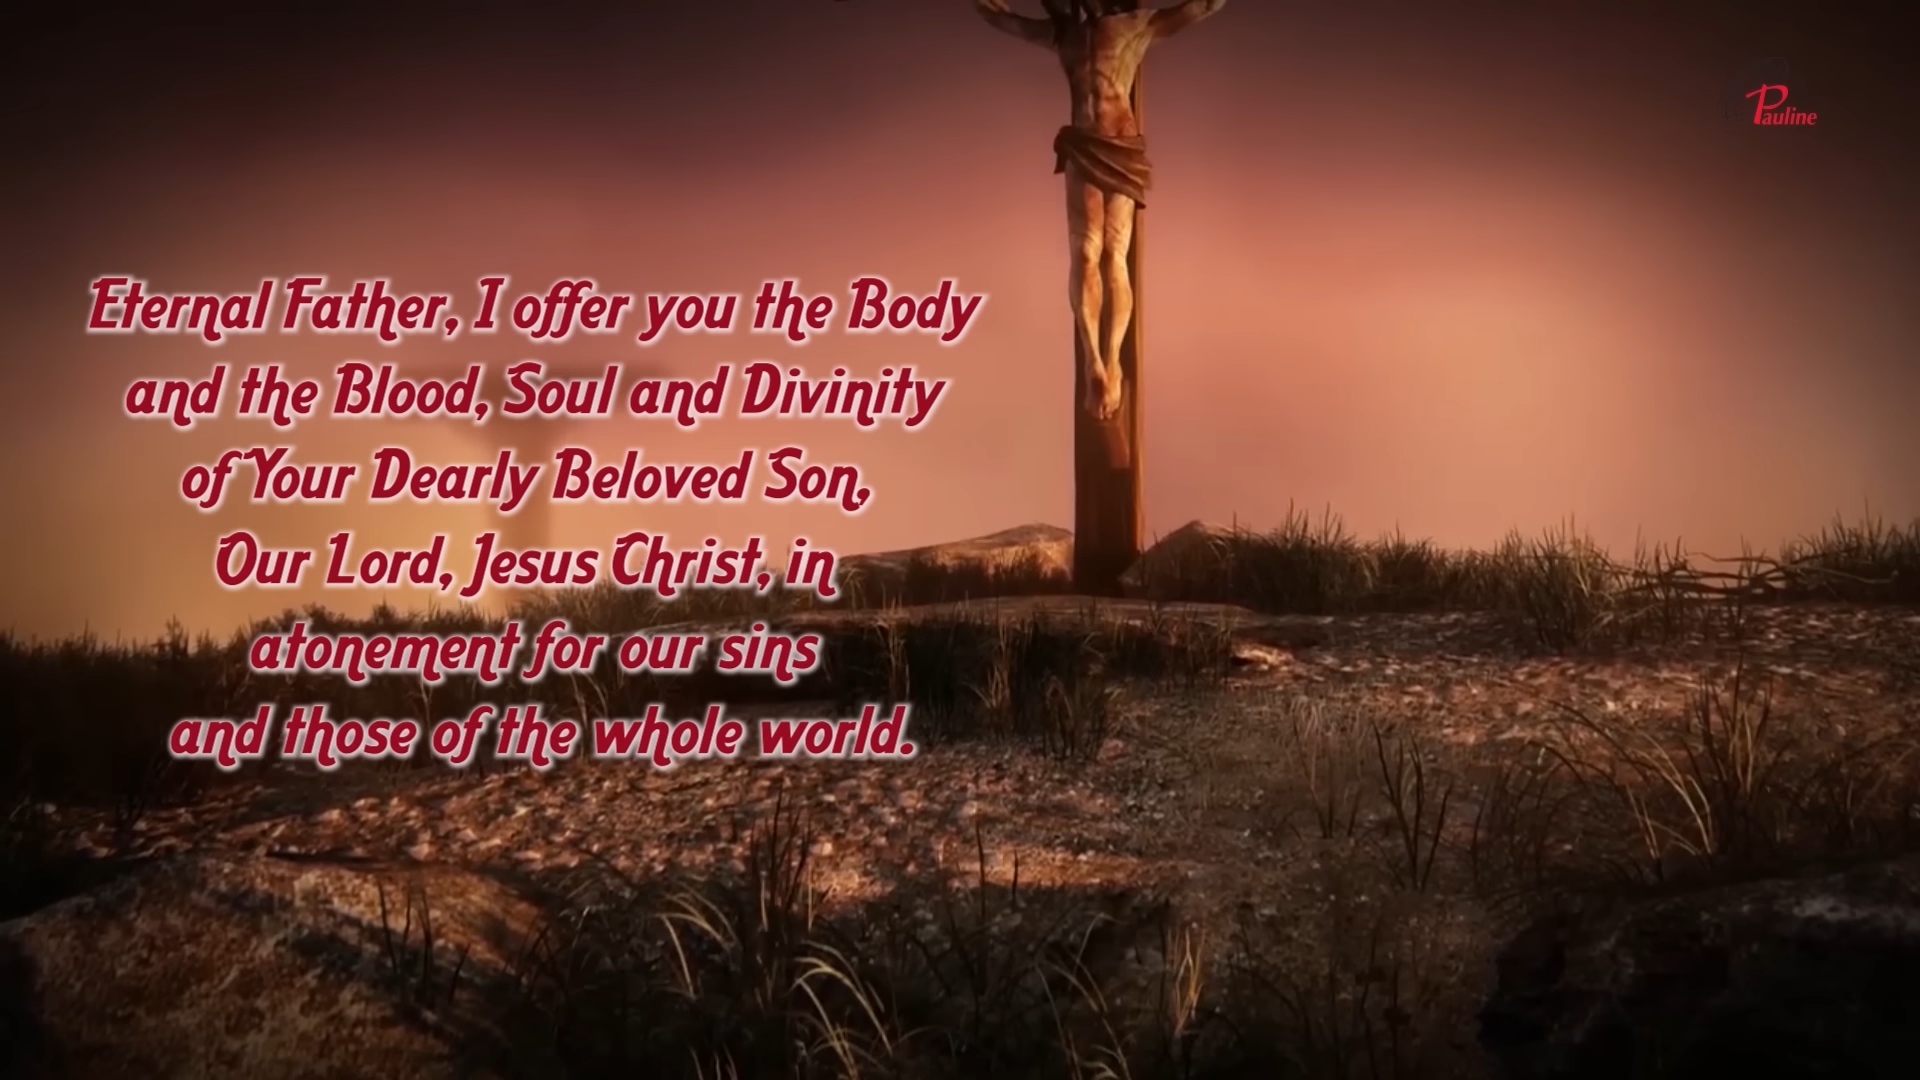 Pauline
Eternal Father, I offer you the Body
and the Blood, Soul and Divinity
of Your Dearly Beloved Son,
Our Lord, Jesus Christ, in
atonement for our sins
and those of the whole world.